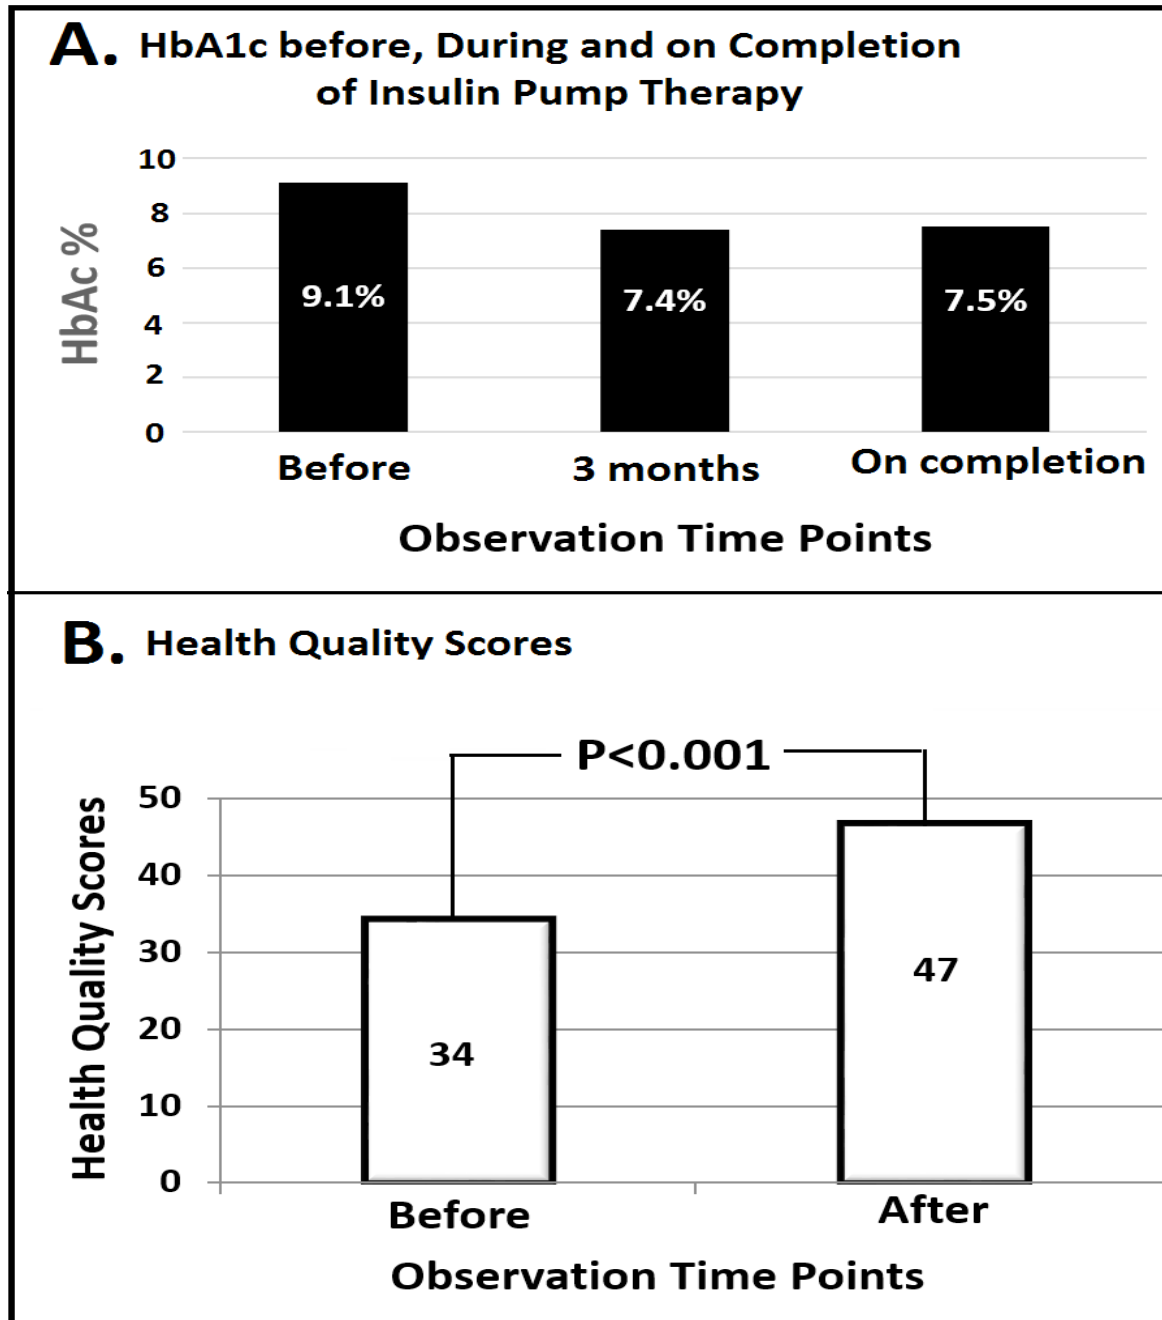 A. HbA1c before, During and on Completion
of Insulin Pump Therapy
HbAc %
10
8
6
4
2
0
9.1%
7.4%
7.5%
Before
3 months
On completion
Observation Time Points
B. Health Quality Scores
P<0.001
Health Quality Scores
50
40
30
20
10
0
34
47
Before
After
Observation Time Points